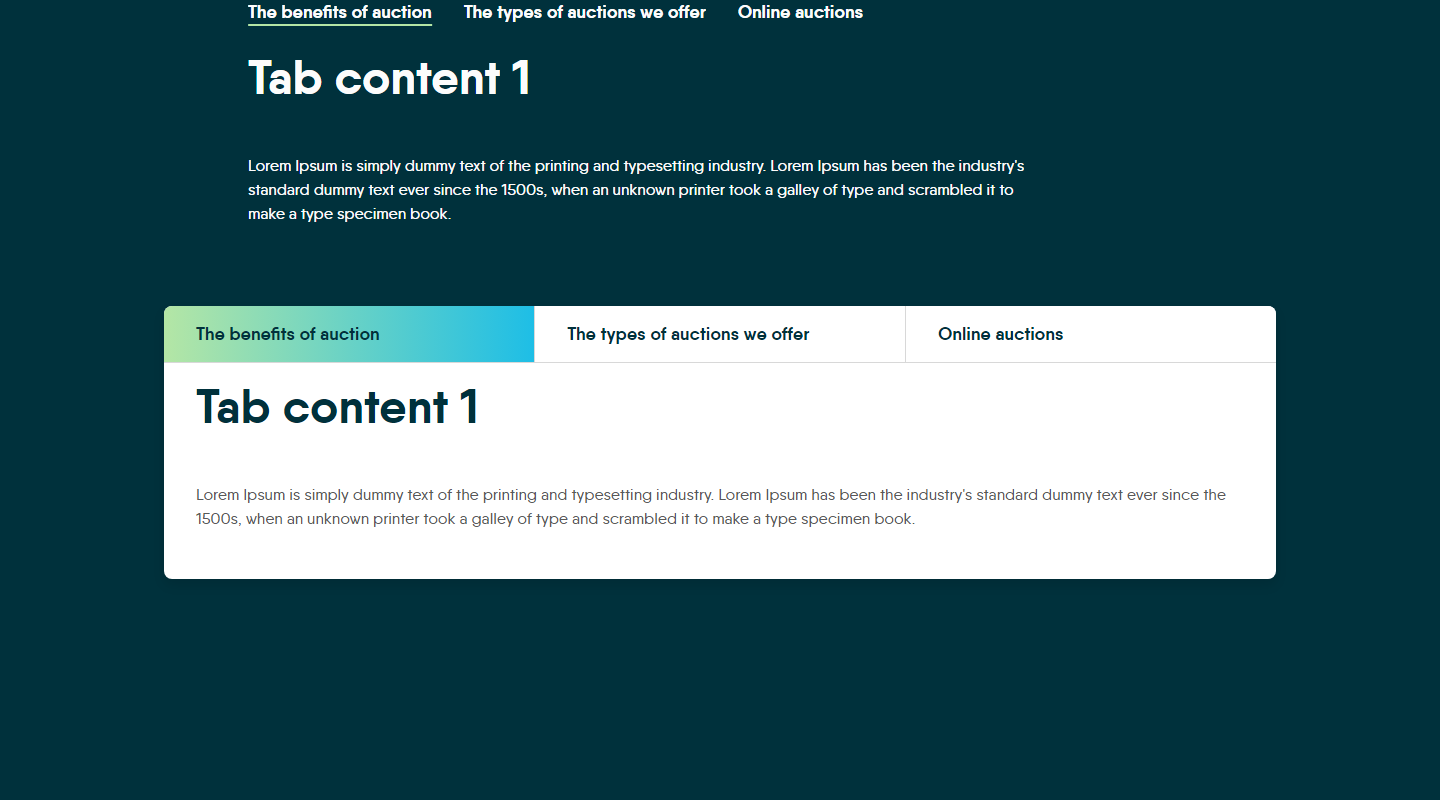 The benefits of auction The types of auctions we offer Online auctions
Tab content 1
Lorem Ipsum is simply dummy text of the printing and typesetting industry. Lorem Ipsum has been the industry's
standard dummy text ever since the 1500s, when an unknown printer took a galley of type and scrambled it to
make a type specimen book.
The benefits of auction The types of auctions we offer Online auctions
Tab content 1
Lorem Ipsum is simply dummy text of the printing and typesetting industry. Lorem Ipsum has been the industry's standard dummy text ever since the
1500s, when an unknown printer took a galley of type and scrambled it to make a type specimen book.